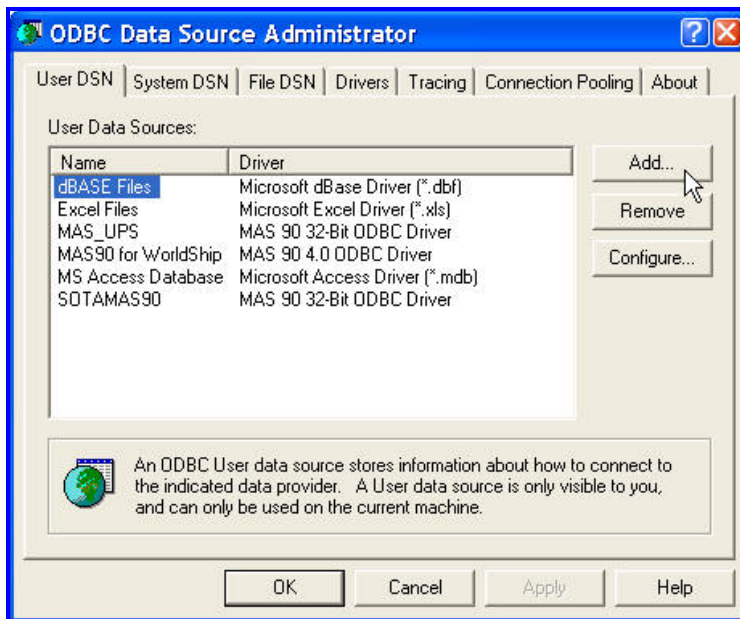 ODBC Data Source Administrator
User DSN System DSN File DSN Drivers Tracing Connection Pooling About
User Data Sources:
Name Driver
dBASE Files Microsoft dBase Driver (*.dbf)
Excel Files Microsoft Excel Driver (*.xls)
MAS_UPS MAS 90 32-Bit ODBC Driver
MAS90 for WorldShip MAS 90 4.0 ODBC Driver
MS Access Database Microsoft Access Driver (*.mdb)
SOTAMAS90 MAS 90 32-Bit ODBC Driver
Add...
Remove
Configure...
An ODBC User data source stores information about how to connect to
the indicated data provider. A User data source is only visible to you,
and can only be used on the current machine.
OK Cancel Apply Help